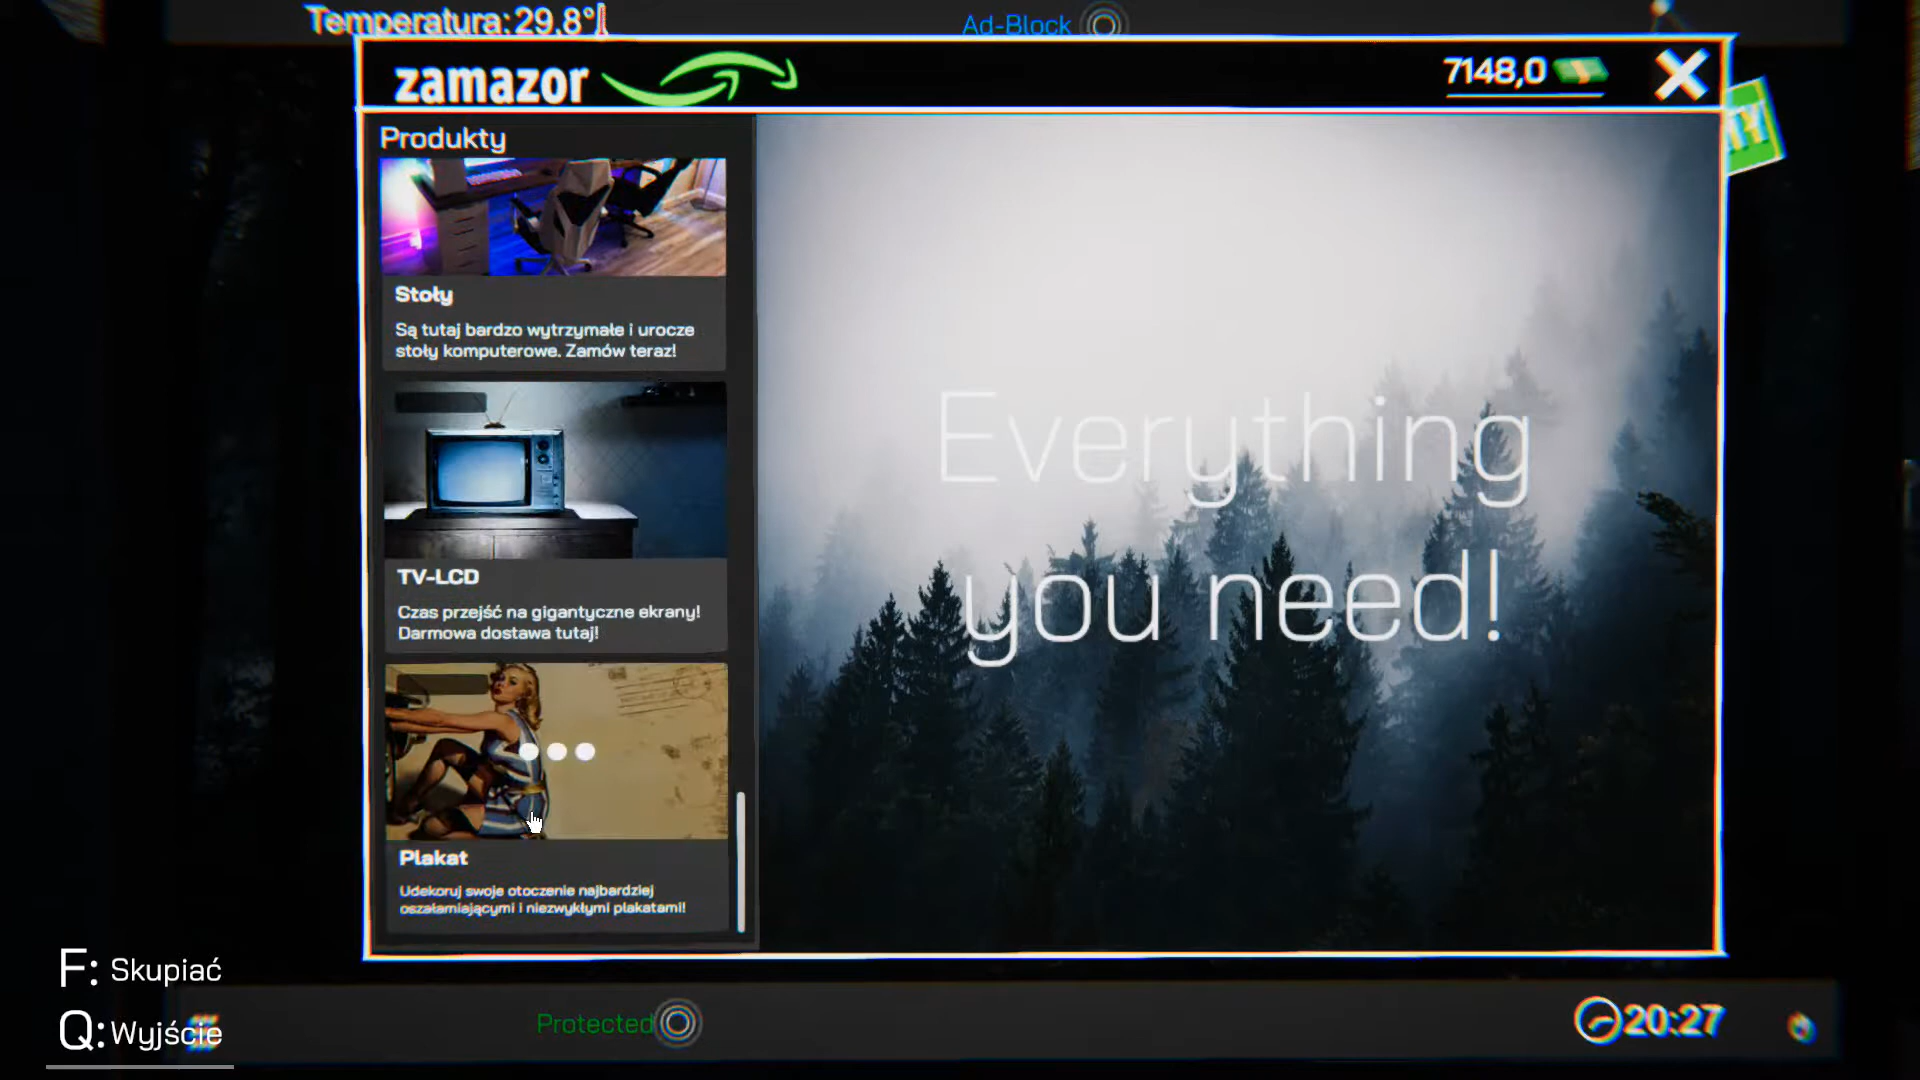 Temperatura: 29,8°
Ad-Block
zamazor
7148,0
Produkty
Stoły
Są tutaj bardzo wytrzymałe i urocze
stoły komputerowe. Zamów teraz!
TV-LCD
Czas przejść na gigantyczne ekrany!
Darmowa dostawa tutaj!
Plakat
Udekoruj swoje otoczenie najbardziej
oszałamiającymi i niezwykłymi plakatami!
Everything
you need!
F: Skupiać
Q: Wyjście
Protected
20:27